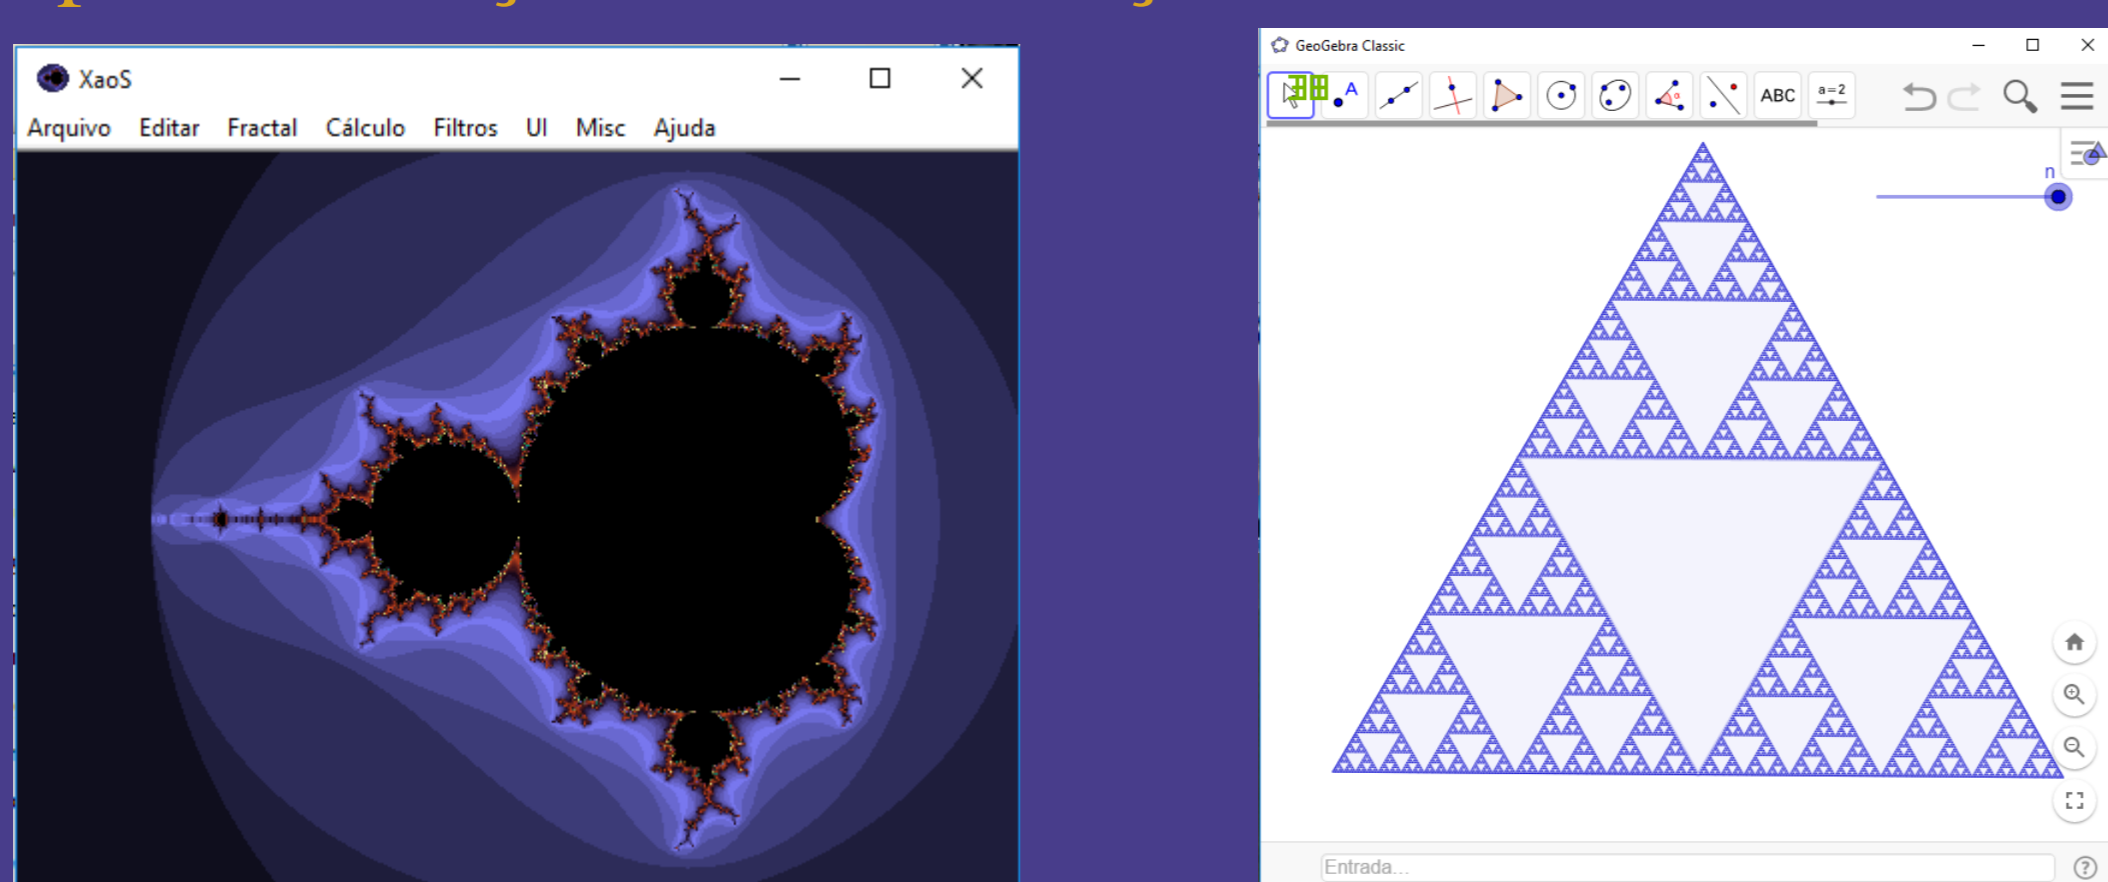 XaoS
Arquivo Editar Fractal Cálculo Filtros UI Misc Ajuda
GeoGebra Classic
A ABC a=2
n
Entrada...